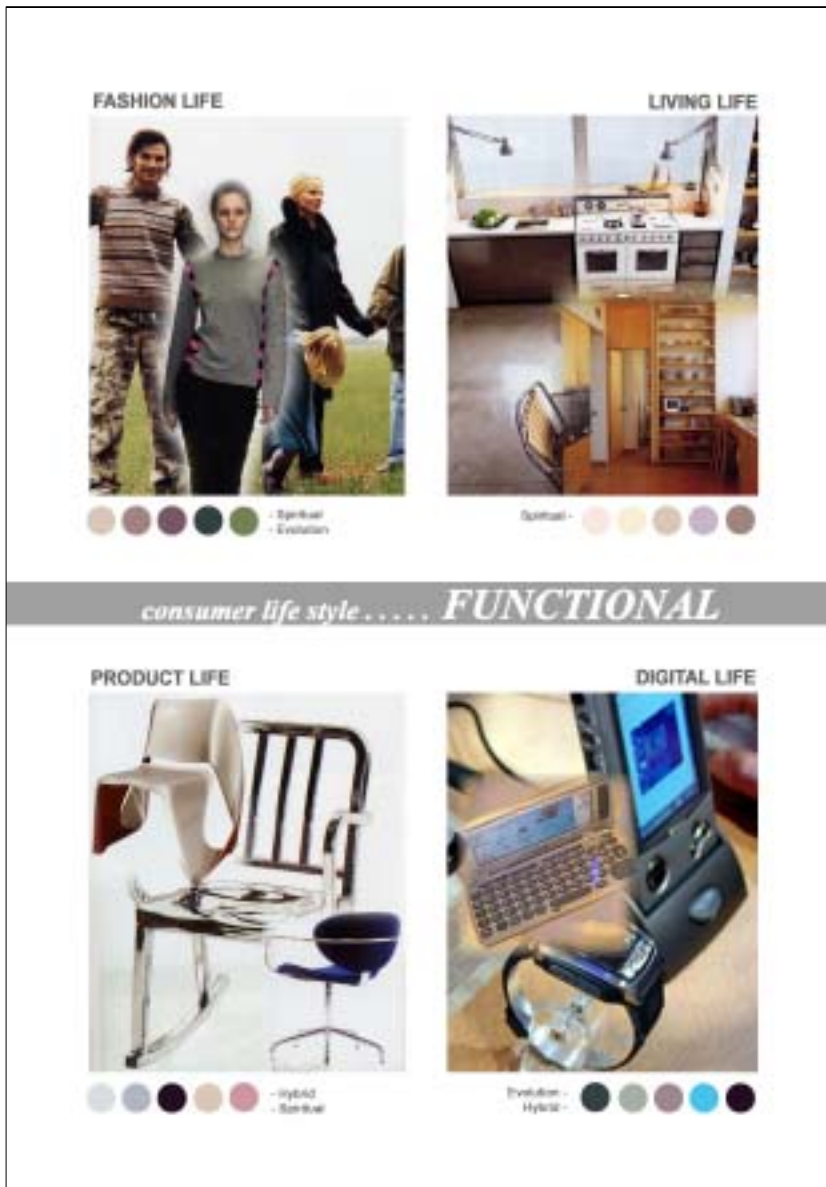 FASHION LIFE
LIVING LIFE
- Spiritual
- Evolution
Spiritual -
consumer life style ..... FUNCTIONAL
PRODUCT LIFE
DIGITAL LIFE
- Hybrid
- Spiritual
Evolution -
Hybrid -